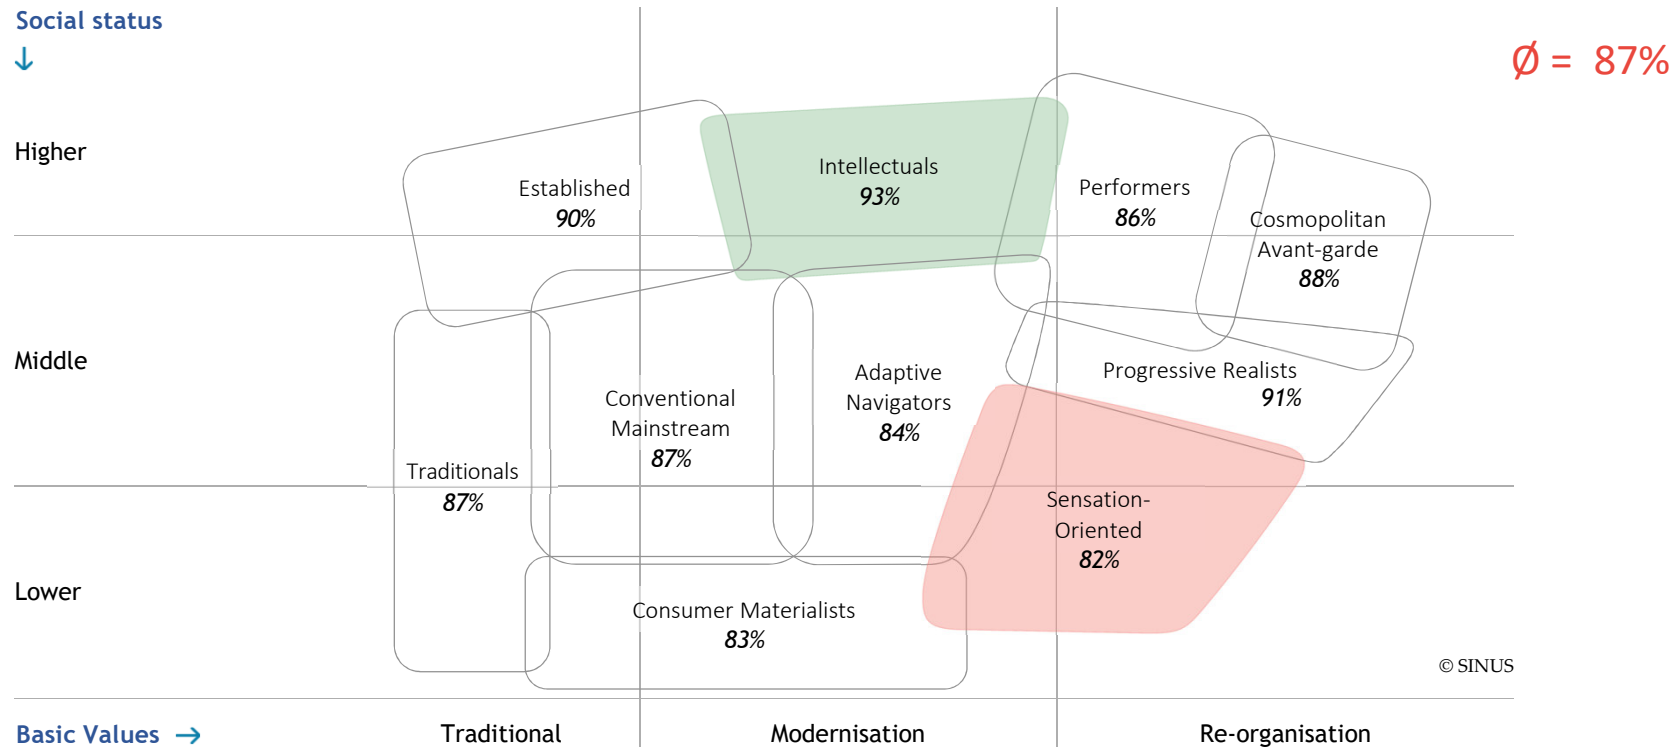 Social status
↓
Ø = 87%
Higher
Established
90%
Intellectuals
93%
Performers
86%
Cosmopolitan
Avant-garde
88%
Middle
Traditionals
87%
Conventional
Mainstream
87%
Adaptive
Navigators
84%
Progressive Realists
91%
Sensation-
Oriented
82%
Lower
Consumer Materialists
83%
© SINUS
Basic Values →
Traditional
Modernisation
Re-organisation